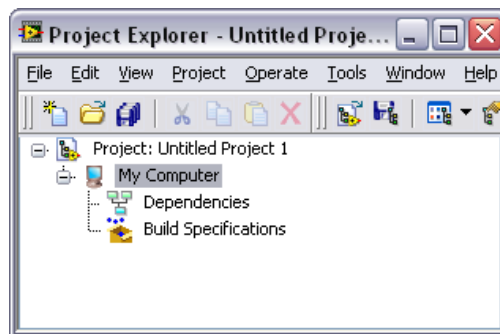 Project Explorer - Untitled Proje...
File Edit View Project Operate Tools Window Help
Project: Untitled Project 1
My Computer
Dependencies
Build Specifications